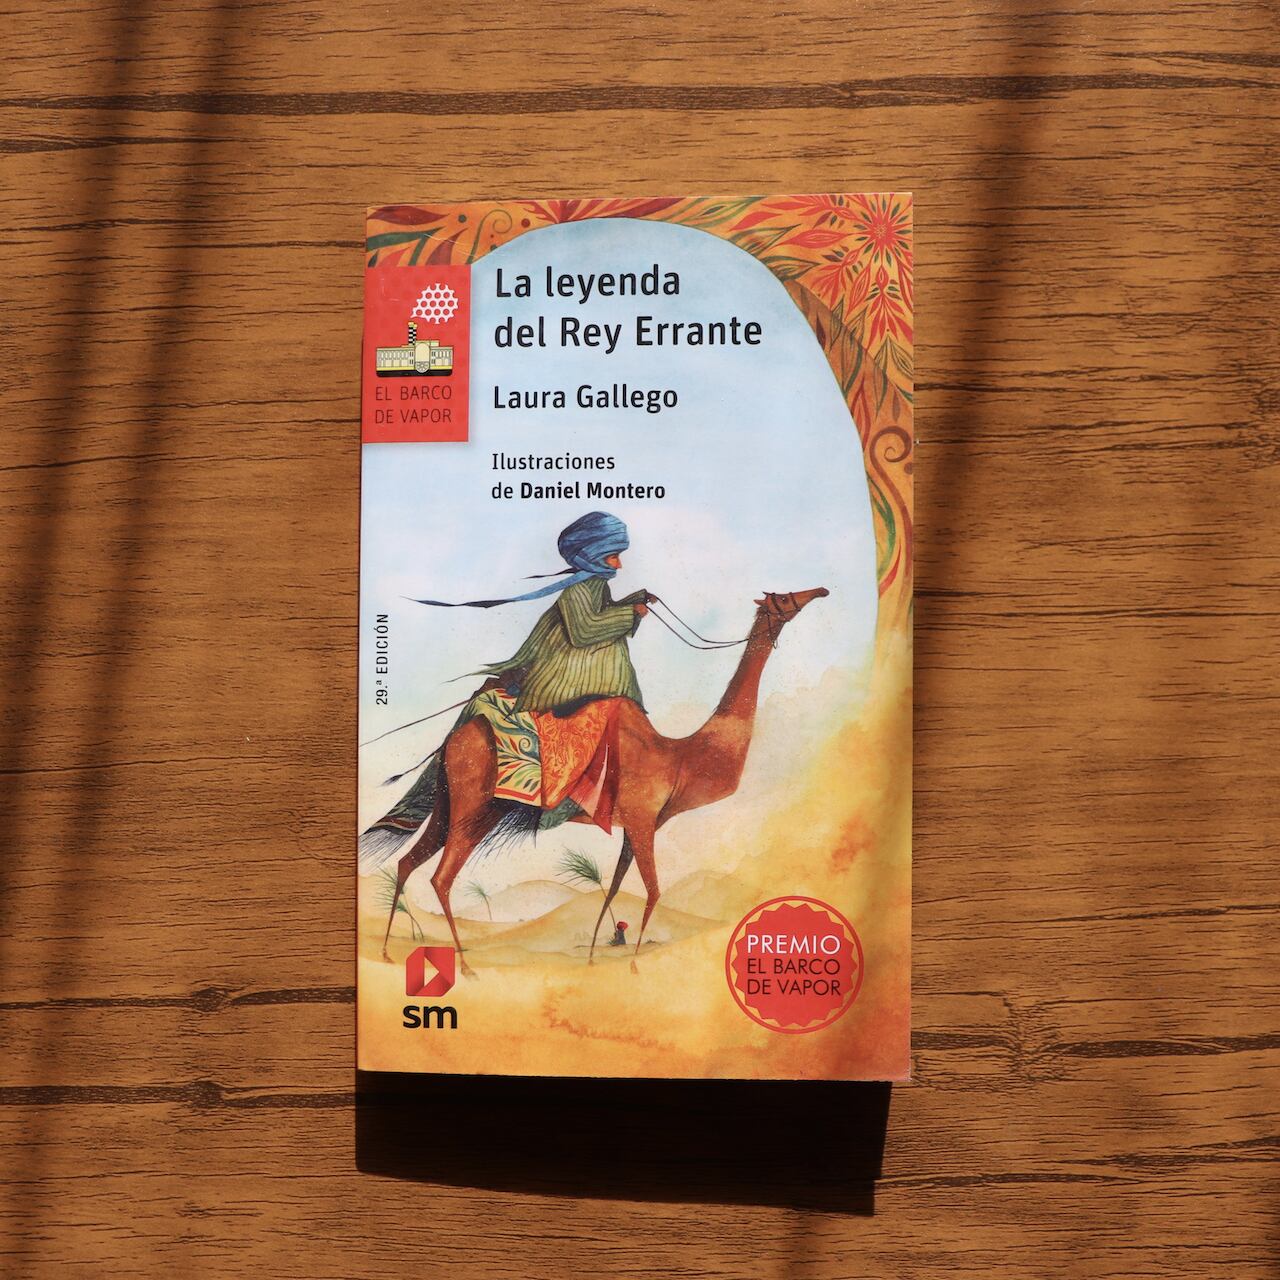 La leyenda
del Rey Errante
Laura Gallego
Ilustraciones
de Daniel Montero
EL BARCO
DE VAPOR
29.ª EDICIÓN
PREMIO
EL BARCO
DE VAPOR
sm